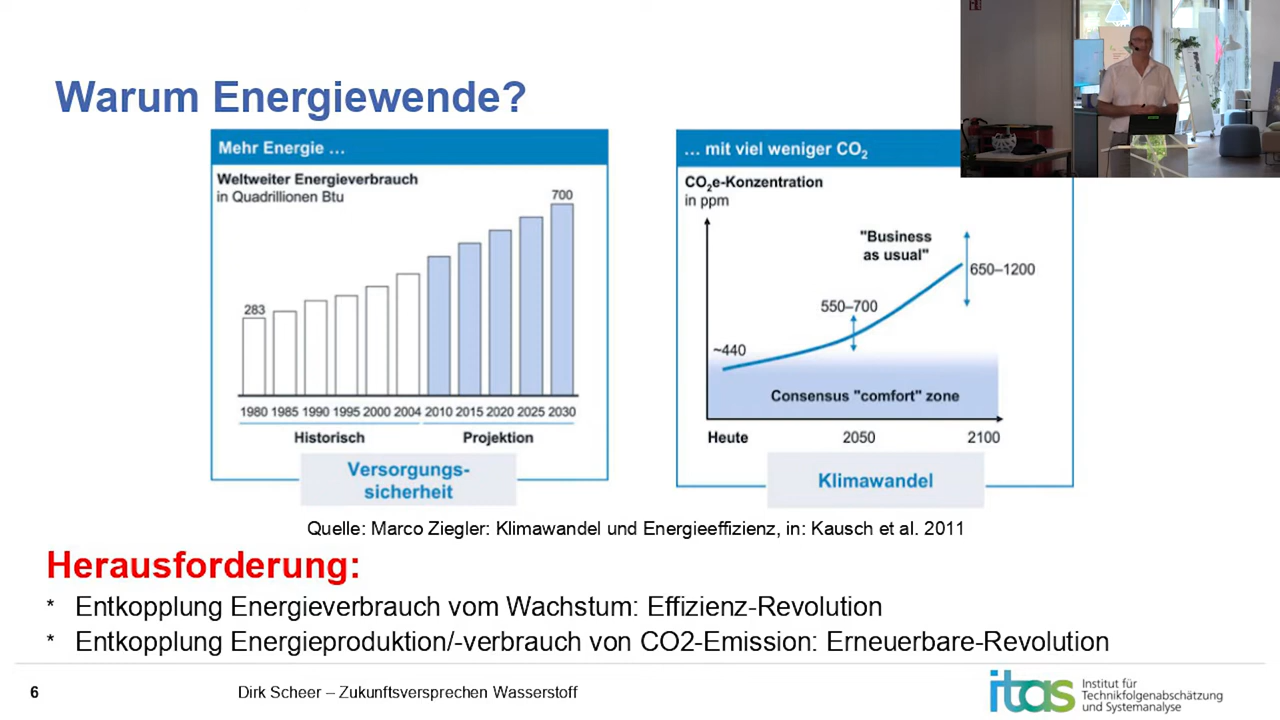 Warum Energiewende?
Mehr Energie ...
Weltweiter Energieverbrauch
in Quadrillionen Btu
700
283
1980 1985 1990 1995 2000 2004 2010 2015 2020 2025 2030
Historisch Projektion
Versorgungs-
sicherheit
... mit viel weniger CO₂
CO₂e-Konzentration
in ppm
"Business
as usual"
650–1200
550–700
~440
Consensus "comfort" zone
Heute 2050 2100
Klimawandel
Quelle: Marco Ziegler: Klimawandel und Energieeffizienz, in: Kausch et al. 2011
Herausforderung:
* Entkopplung Energieverbrauch vom Wachstum: Effizienz-Revolution
* Entkopplung Energieproduktion/-verbrauch von CO2-Emission: Erneuerbare-Revolution
6 Dirk Scheer – Zukunftsversprechen Wasserstoff
itas Institut für
Technikfolgenabschätzung
und Systemanalyse